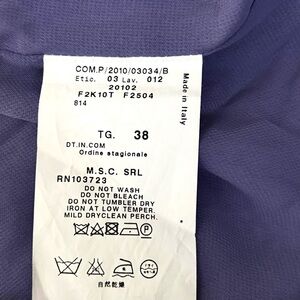 COM.P/2010/03034/B
Etic. 03 Lav. 012
20102
F2K10T F2504
814
Made in Italy
TG. 38
DT.IN.COM
Ordine stagionale
M.S.C. SRL
RN103723
DO NOT WASH
DO NOT BLEACH
DO NOT TUMBLER DRY
IRON AT LOW TEMPER.
MILD DRYCLEAN PERCH.
P
自然乾燥